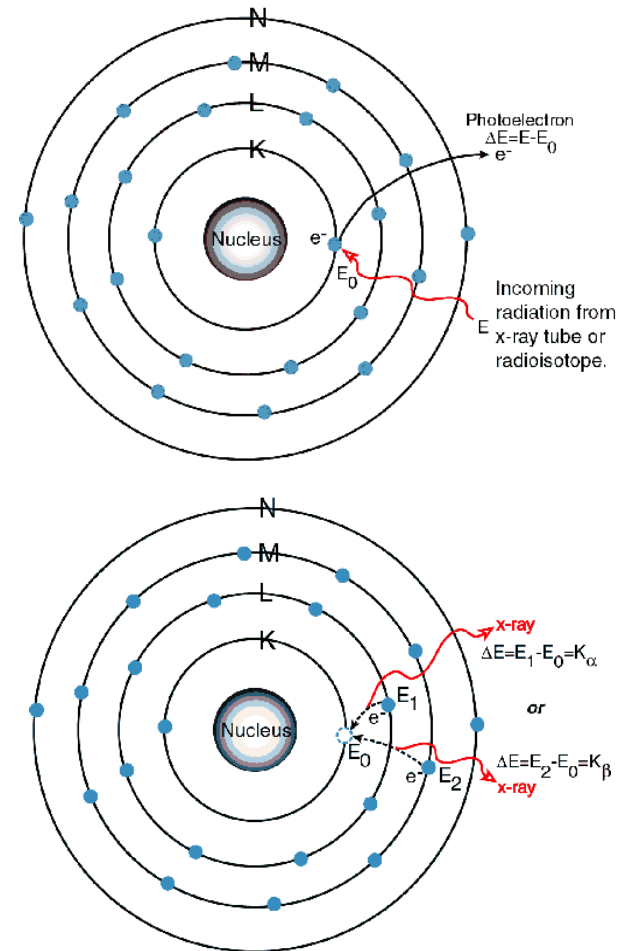 N
M
L
K
Photoelectron
ΔE=E-E₀
e⁻
Nucleus
e⁻
E₀
E
Incoming
radiation from
x-ray tube or
radioisotope.
N
M
L
K
x-ray
ΔE=E₁-E₀=Kα
or
E₁
e⁻
Nucleus
E₀
ΔE=E₂-E₀=Kβ
e⁻
E₂
x-ray